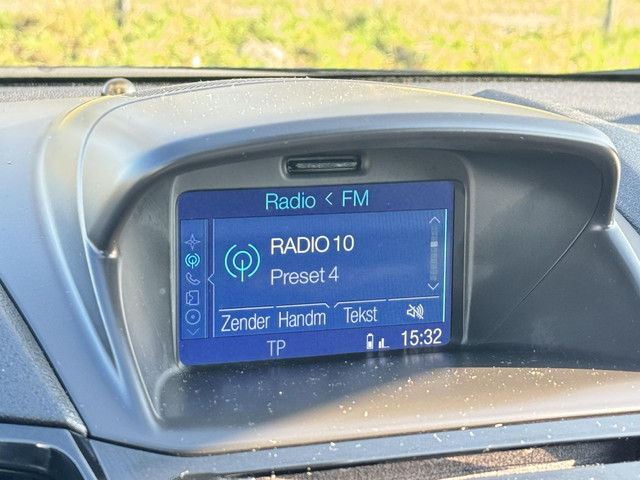 Radio < FM
RADIO 10
Preset 4
Zender Handm Tekst
TP 15:32